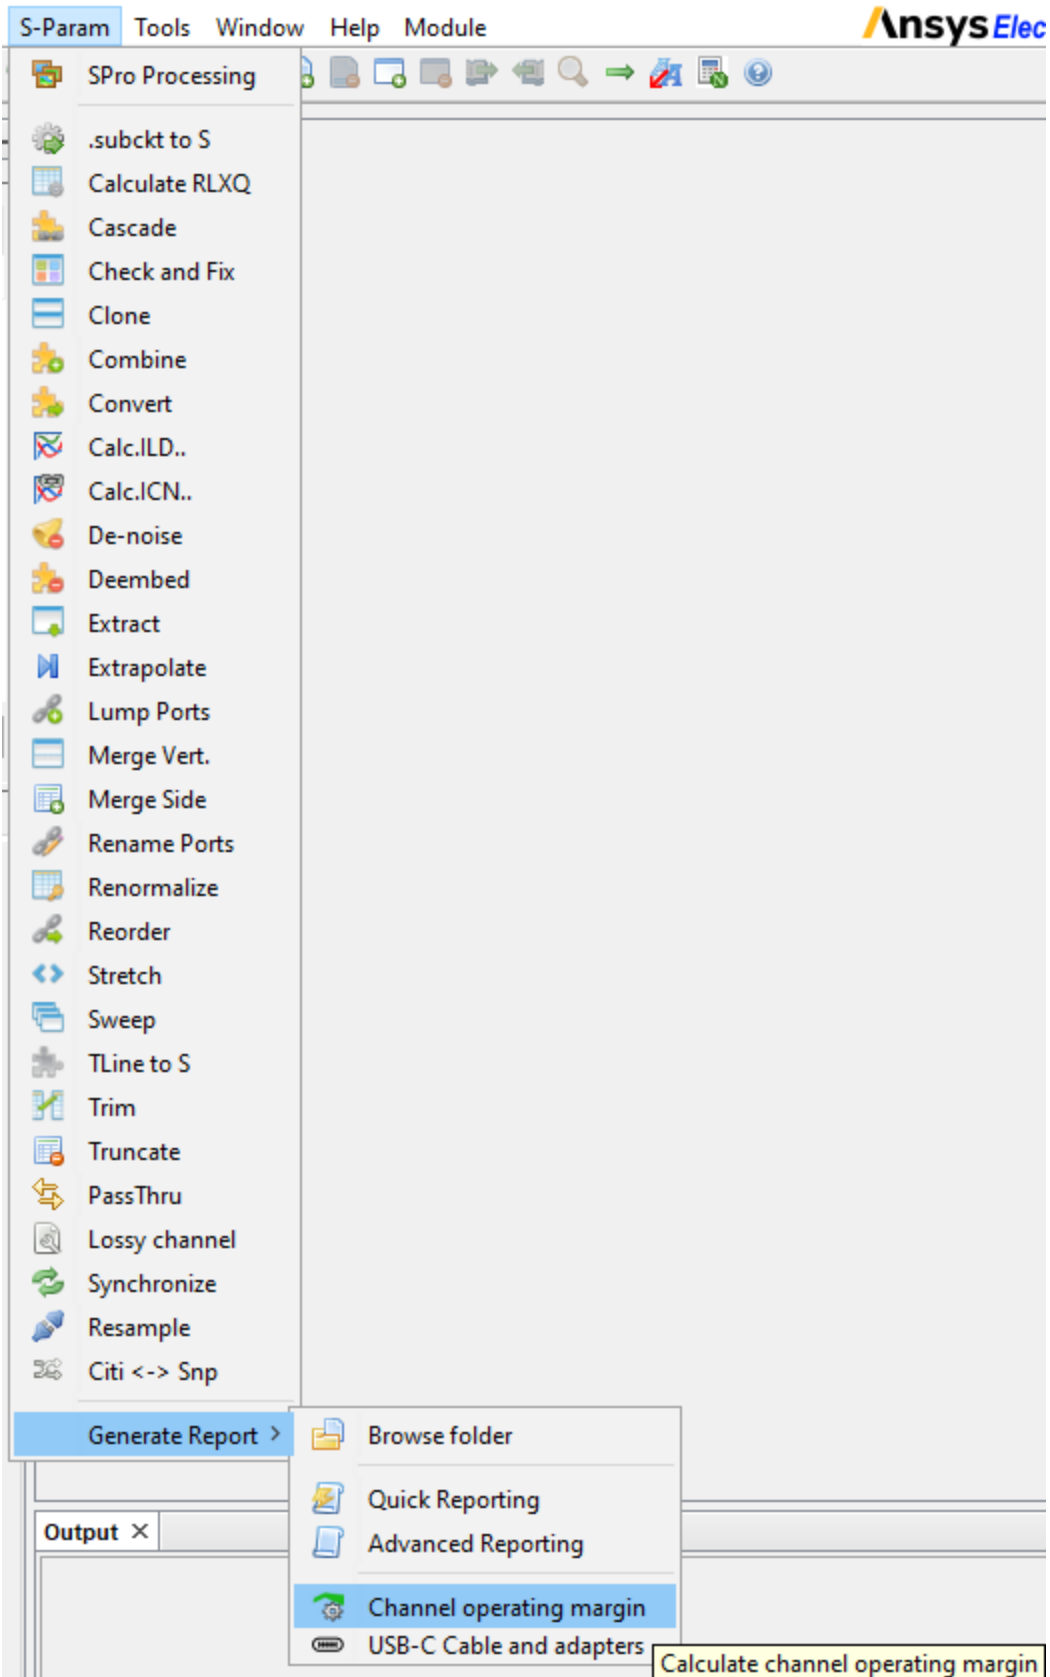 S-Param Tools Window Help Module
Ansys Elec
SPro Processing
.subckt to S
Calculate RLXQ
Cascade
Check and Fix
Clone
Combine
Convert
Calc.ILD..
Calc.ICN..
De-noise
Deembed
Extract
Extrapolate
Lump Ports
Merge Vert.
Merge Side
Rename Ports
Renormalize
Reorder
Stretch
Sweep
TLine to S
Trim
Truncate
PassThru
Lossy channel
Synchronize
Resample
Citi <-> Snp
Generate Report >
Browse folder
Quick Reporting
Advanced Reporting
Channel operating margin
USB-C Cable and adapters
Calculate channel operating margin
Output ×